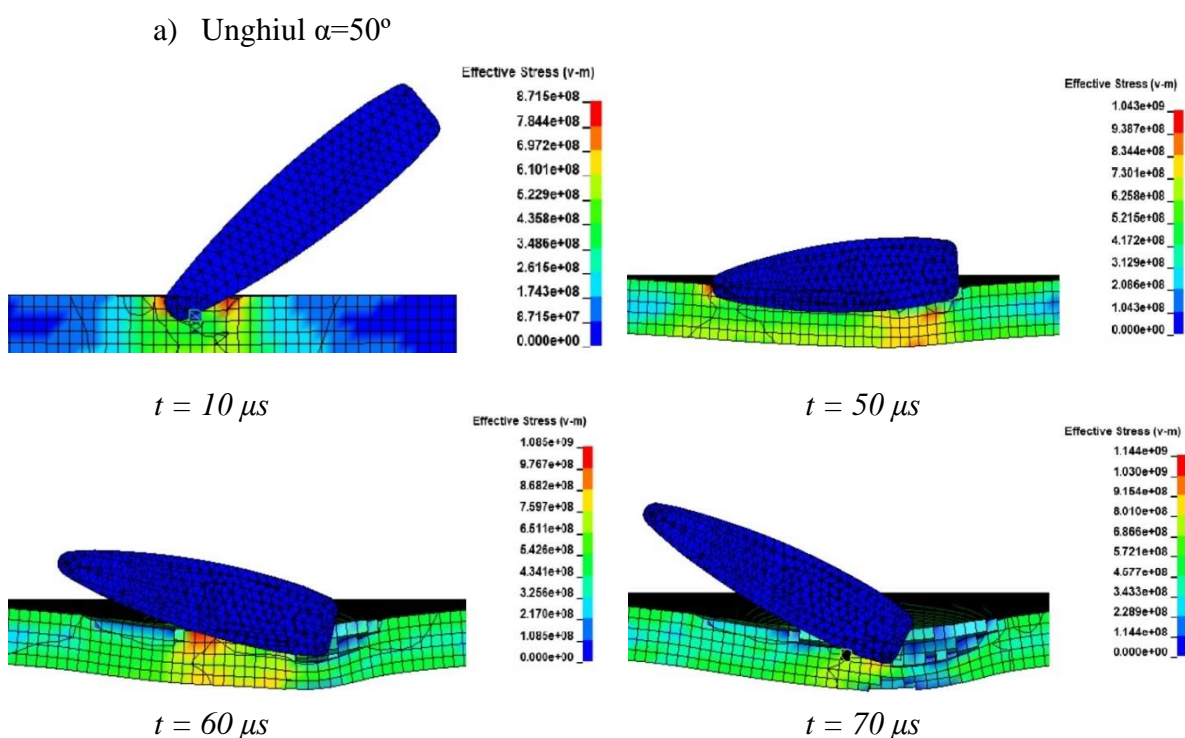 a) Unghiul α=50º
Effective Stress (v-m)
8.715e+08
7.844e+08
6.972e+08
6.101e+08
5.229e+08
4.358e+08
3.486e+08
2.615e+08
1.743e+08
8.715e+07
0.000e+00
Effective Stress (v-m)
1.043e+09
9.387e+08
8.344e+08
7.301e+08
6.258e+08
5.215e+08
4.172e+08
3.129e+08
2.086e+08
1.043e+08
0.000e+00
t = 10 μs
t = 50 μs
Effective Stress (v-m)
1.085e+09
9.767e+08
8.682e+08
7.597e+08
6.511e+08
5.426e+08
4.341e+08
3.256e+08
2.170e+08
1.085e+08
0.000e+00
Effective Stress (v-m)
1.144e+09
1.030e+09
9.154e+08
8.010e+08
6.866e+08
5.721e+08
4.577e+08
3.433e+08
2.289e+08
1.144e+08
0.000e+00
t = 60 μs
t = 70 μs